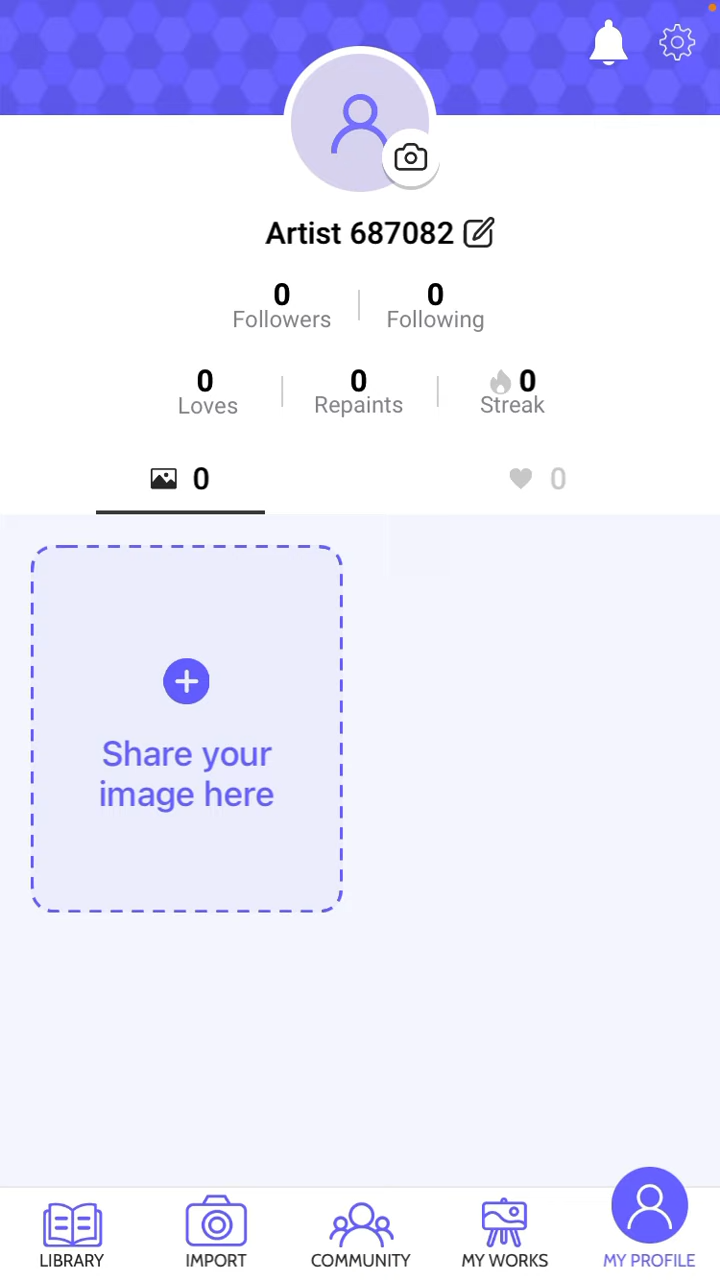 Artist 687082
0 0
Followers Following
0 0 0
Loves Repaints Streak
0 0
Share your
image here
LIBRARY IMPORT COMMUNITY MY WORKS MY PROFILE